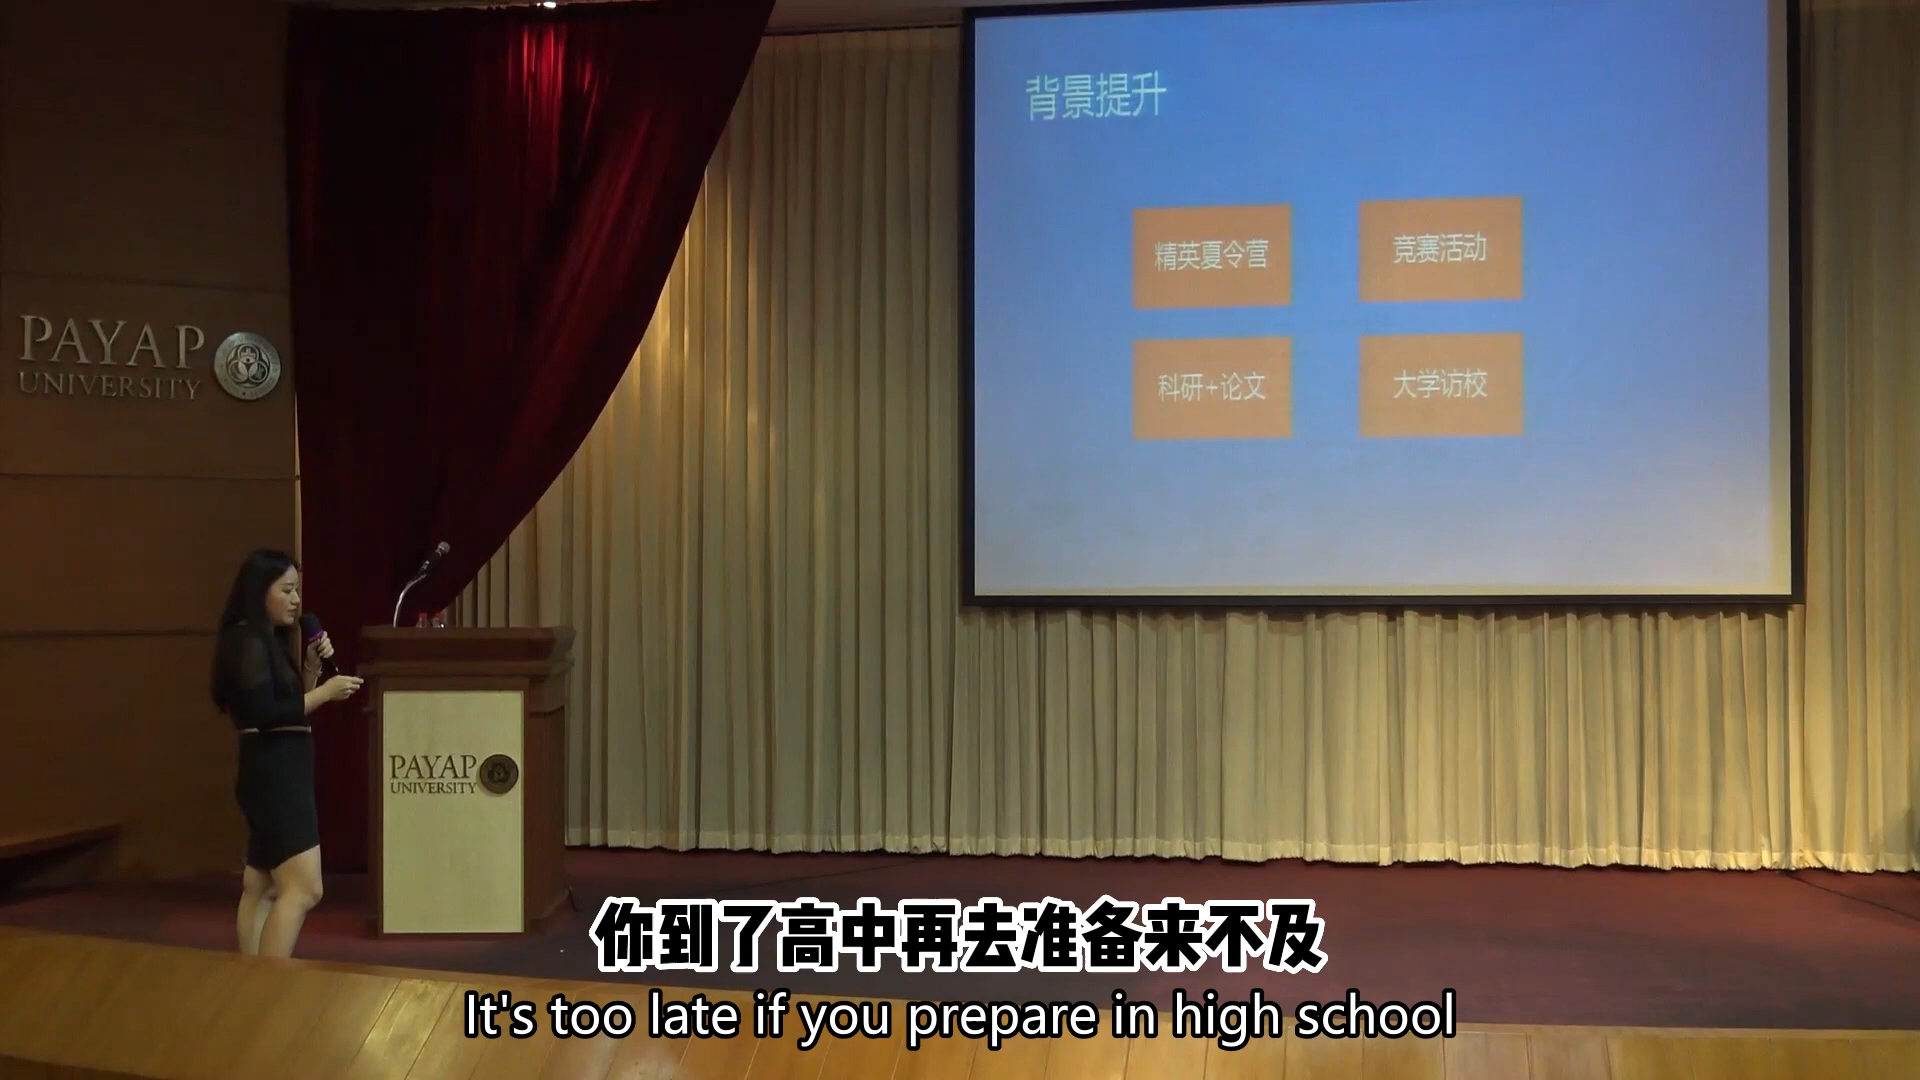 背景提升
精英夏令营
竞赛活动
科研+论文
大学访校
PAYAP
UNIVERSITY
PAYAP
UNIVERSITY
你到了高中再去准备来不及
It's too late if you prepare in high school